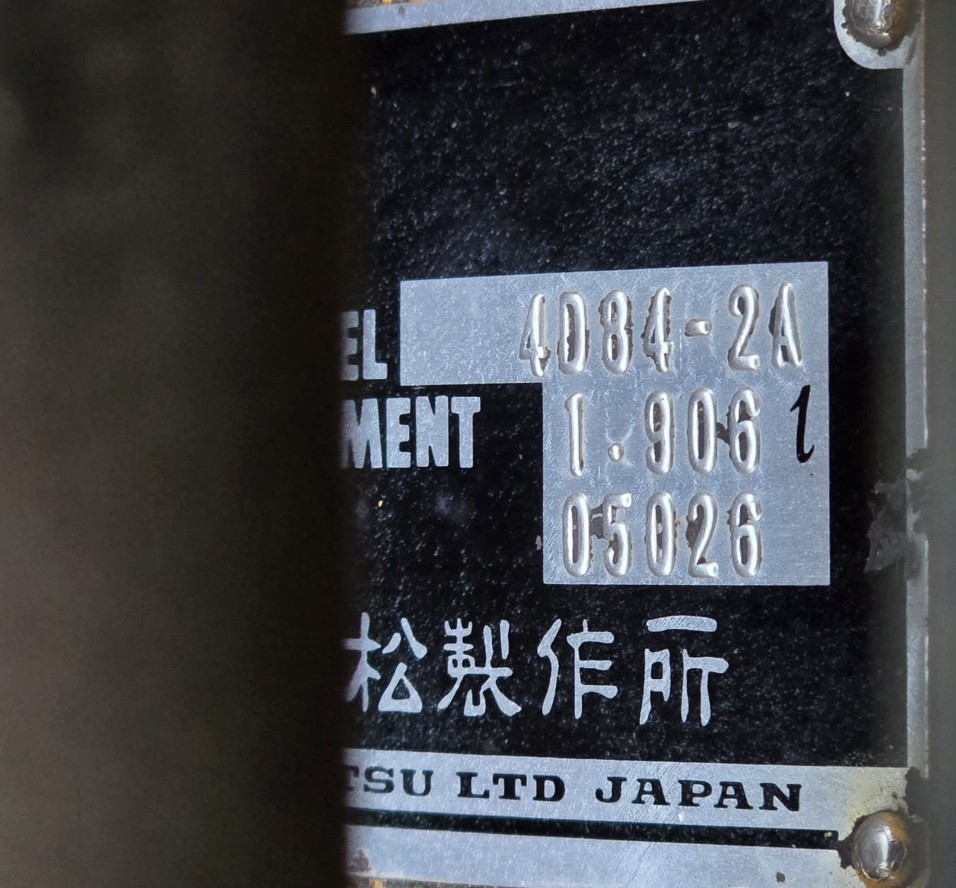 EL 4D84-2A
MENT 1.906 l
05026
松製作所
TSU LTD JAPAN